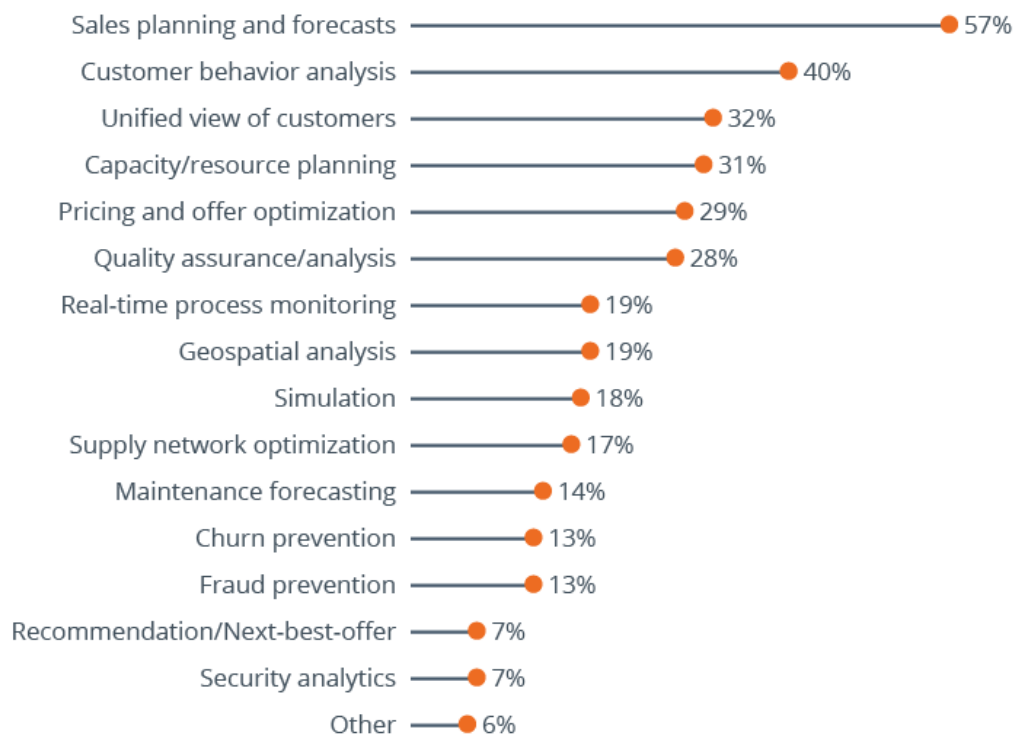 Sales planning and forecasts 57%
Customer behavior analysis 40%
Unified view of customers 32%
Capacity/resource planning 31%
Pricing and offer optimization 29%
Quality assurance/analysis 28%
Real-time process monitoring 19%
Geospatial analysis 19%
Simulation 18%
Supply network optimization 17%
Maintenance forecasting 14%
Churn prevention 13%
Fraud prevention 13%
Recommendation/Next-best-offer 7%
Security analytics 7%
Other 6%